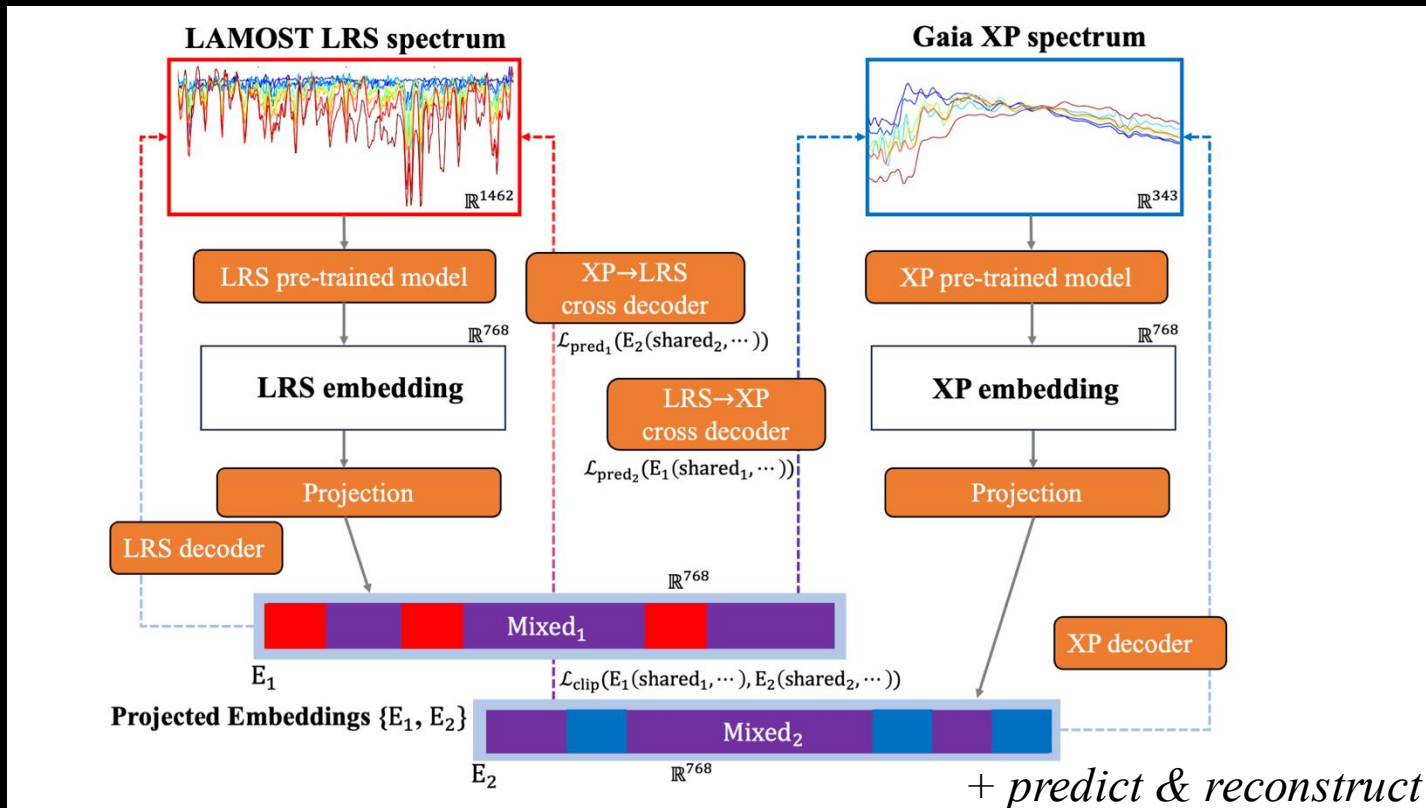 LAMOST LRS spectrum
Gaia XP spectrum
ℝ¹⁴⁶²
ℝ³⁴³
LRS pre-trained model
XP→LRS
cross decoder
XP pre-trained model
ℒpred₁(E₂(shared₂,⋯))
ℝ⁷⁶⁸
ℝ⁷⁶⁸
LRS embedding
XP embedding
LRS→XP
cross decoder
ℒpred₂(E₁(shared₁,⋯))
Projection
Projection
LRS decoder
ℝ⁷⁶⁸
Mixed₁
XP decoder
E₁
ℒclip(E₁(shared₁,⋯), E₂(shared₂,⋯))
Projected Embeddings {E₁, E₂}
Mixed₂
E₂
ℝ⁷⁶⁸
+ predict & reconstruct